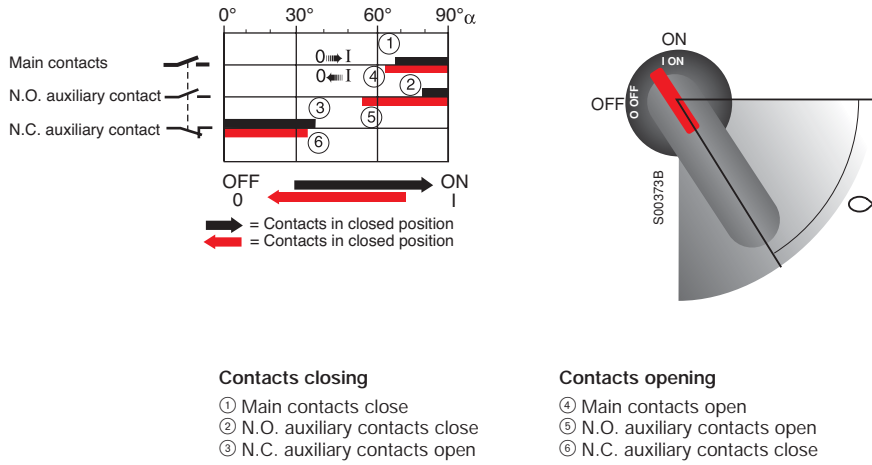 0° 30° 60° 90° α
①
Main contacts 0 ⇒ I
0 ⇐ I ④ ②
N.O. auxiliary contact
③ ⑤
N.C. auxiliary contact
⑥
OFF ON
0 I
= Contacts in closed position
= Contacts in closed position
ON
I ON
OFF
O OFF
S00373B
α
Contacts closing
① Main contacts close
② N.O. auxiliary contacts close
③ N.C. auxiliary contacts open
Contacts opening
④ Main contacts open
⑤ N.O. auxiliary contacts open
⑥ N.C. auxiliary contacts close